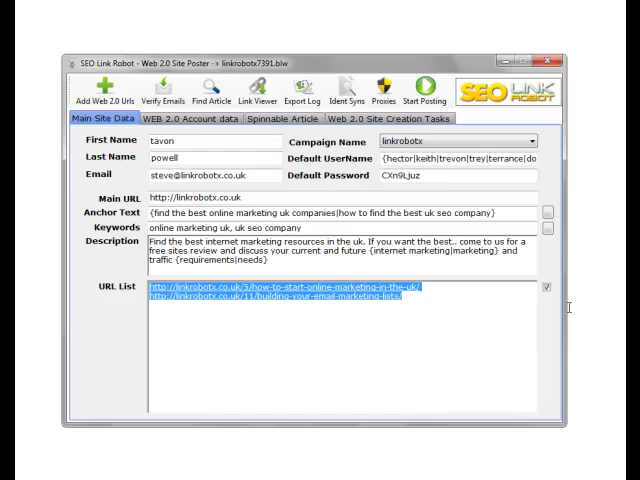 SEO Link Robot - Web 2.0 Site Poster -> linkrobotx7391.blw
Add Web 2.0 Urls Verify Emails Find Article Link Viewer Export Log Ident Sync Proxies Start Posting
SEO LINK ROBOT
Main Site Data WEB 2.0 Account data Spinnable Article Web 2.0 Site Creation Tasks
First Name tavon Campaign Name linkrobotx
Last Name powell Default UserName {hector|keith|trevon|trey|terrance|do
Email steve@linkrobotx.co.uk Default Password CXn9Ljuz
Main URL http://linkrobotx.co.uk
Anchor Text {find the best online marketing uk companies|how to find the best uk seo company}
Keywords online marketing uk, uk seo company
Description Find the best internet marketing resources in the uk. If you want the best.. come to us for a
free sites review and discuss your current and future {internet marketing|marketing} and
traffic {requirements|needs}
URL List http://linkrobotx.co.uk/5/how-to-start-online-marketing-in-the-uk/
http://linkrobotx.co.uk/11/building-your-email-marketing-lists/